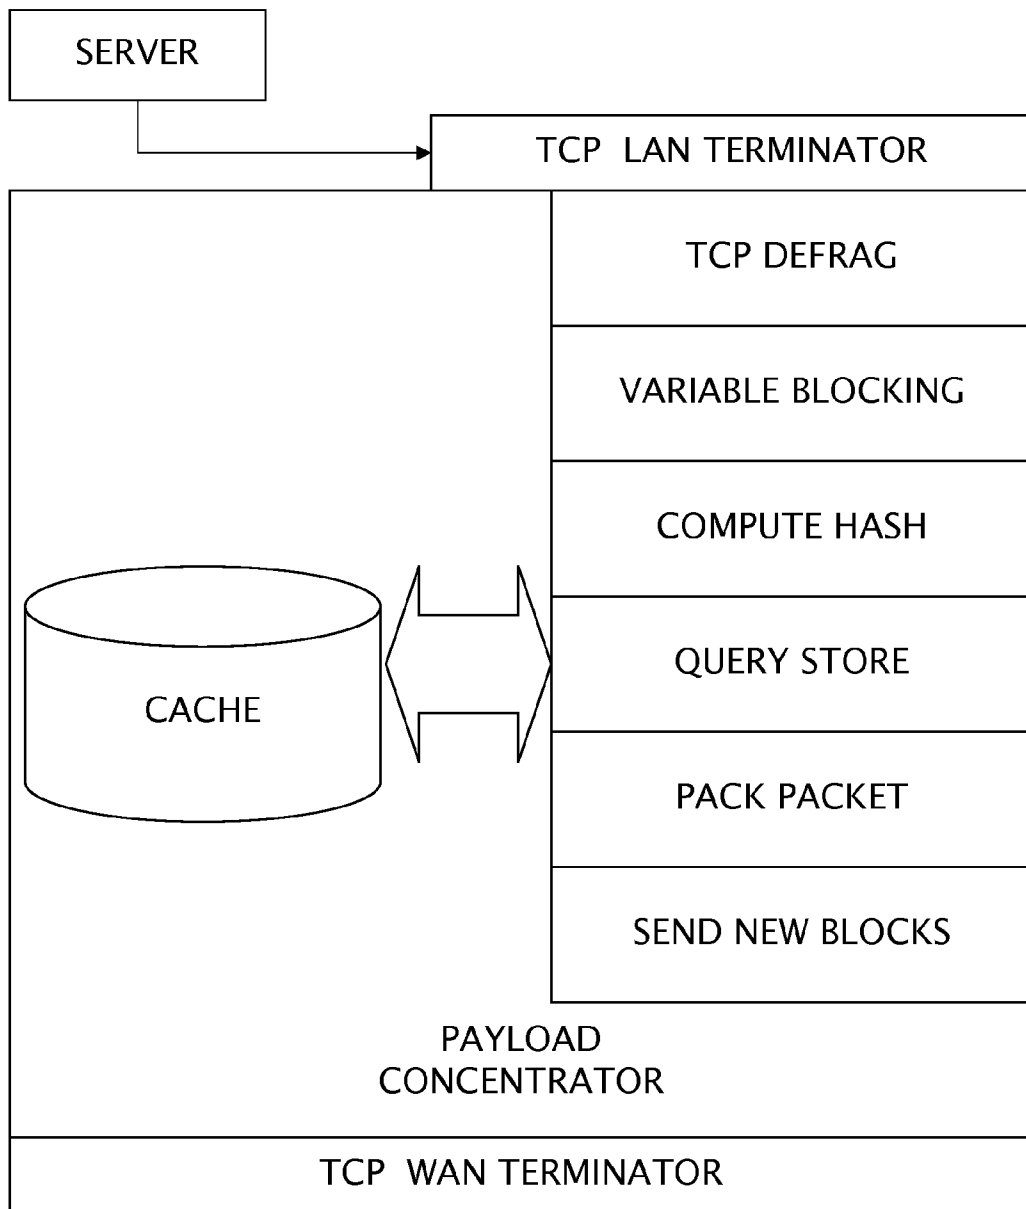 SERVER
TCP LAN TERMINATOR
TCP DEFRAG
VARIABLE BLOCKING
COMPUTE HASH
QUERY STORE
CACHE
PACK PACKET
SEND NEW BLOCKS
PAYLOAD
CONCENTRATOR
TCP WAN TERMINATOR